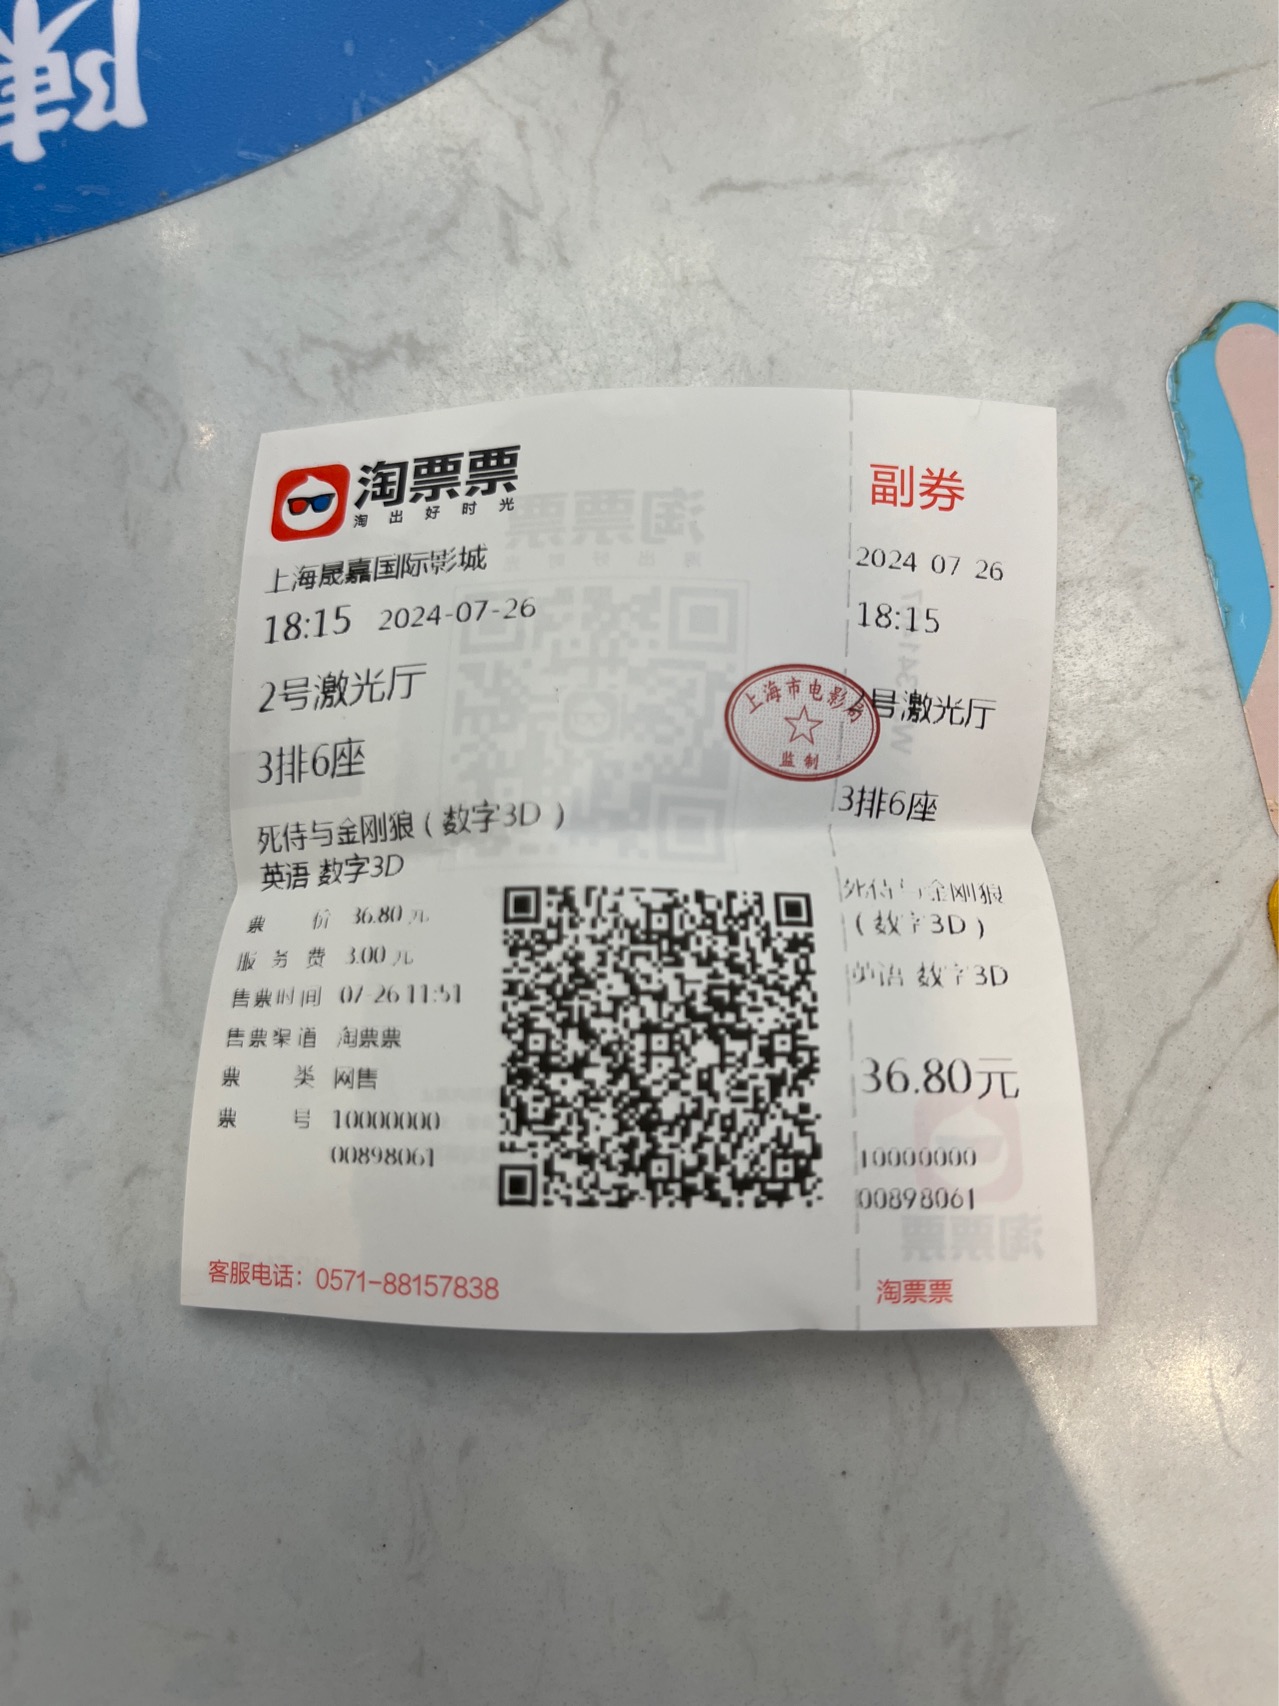 陳
淘票票
淘出好时光
上海晟嘉国际影城
18:15 2024-07-26
2号激光厅
3排6座
死侍与金刚狼（数字3D）
英语 数字3D
票价 36.80元
服务费 3.00元
售票时间 07-26 11:51
售票渠道 淘票票
票类 网售
票号 10000000
00898061
客服电话：0571-88157838
上海市电影局
监制
副券
2024 07 26
18:15
号激光厅
3排6座
死侍与金刚狼
（数字3D）
英语 数字3D
36.80元
10000000
00898061
淘票票